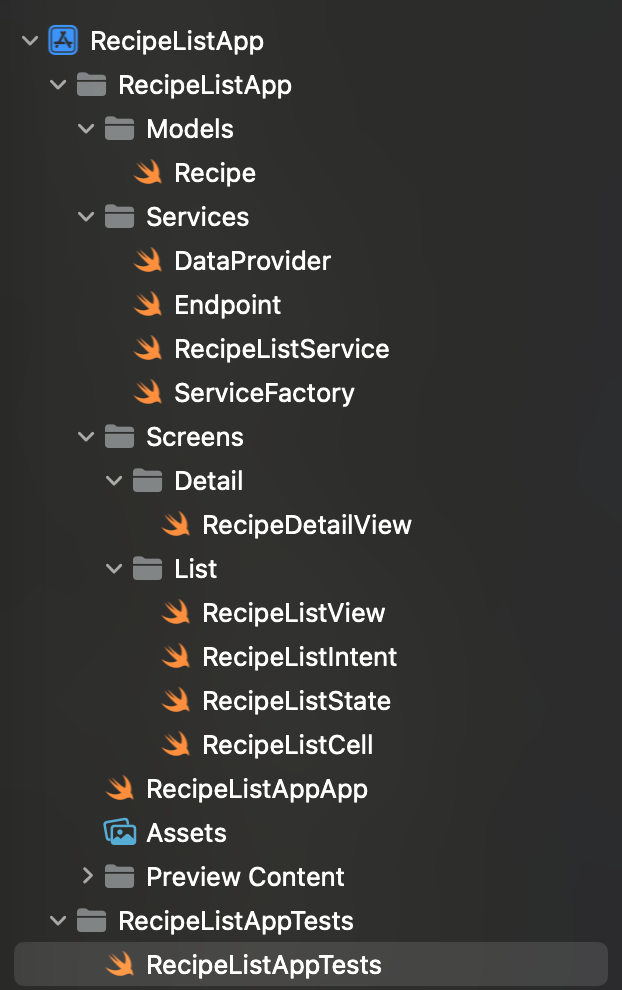 RecipeListApp
RecipeListApp
Models
Recipe
Services
DataProvider
Endpoint
RecipeListService
ServiceFactory
Screens
Detail
RecipeDetailView
List
RecipeListView
RecipeListIntent
RecipeListState
RecipeListCell
RecipeListAppApp
Assets
Preview Content
RecipeListAppTests
RecipeListAppTests